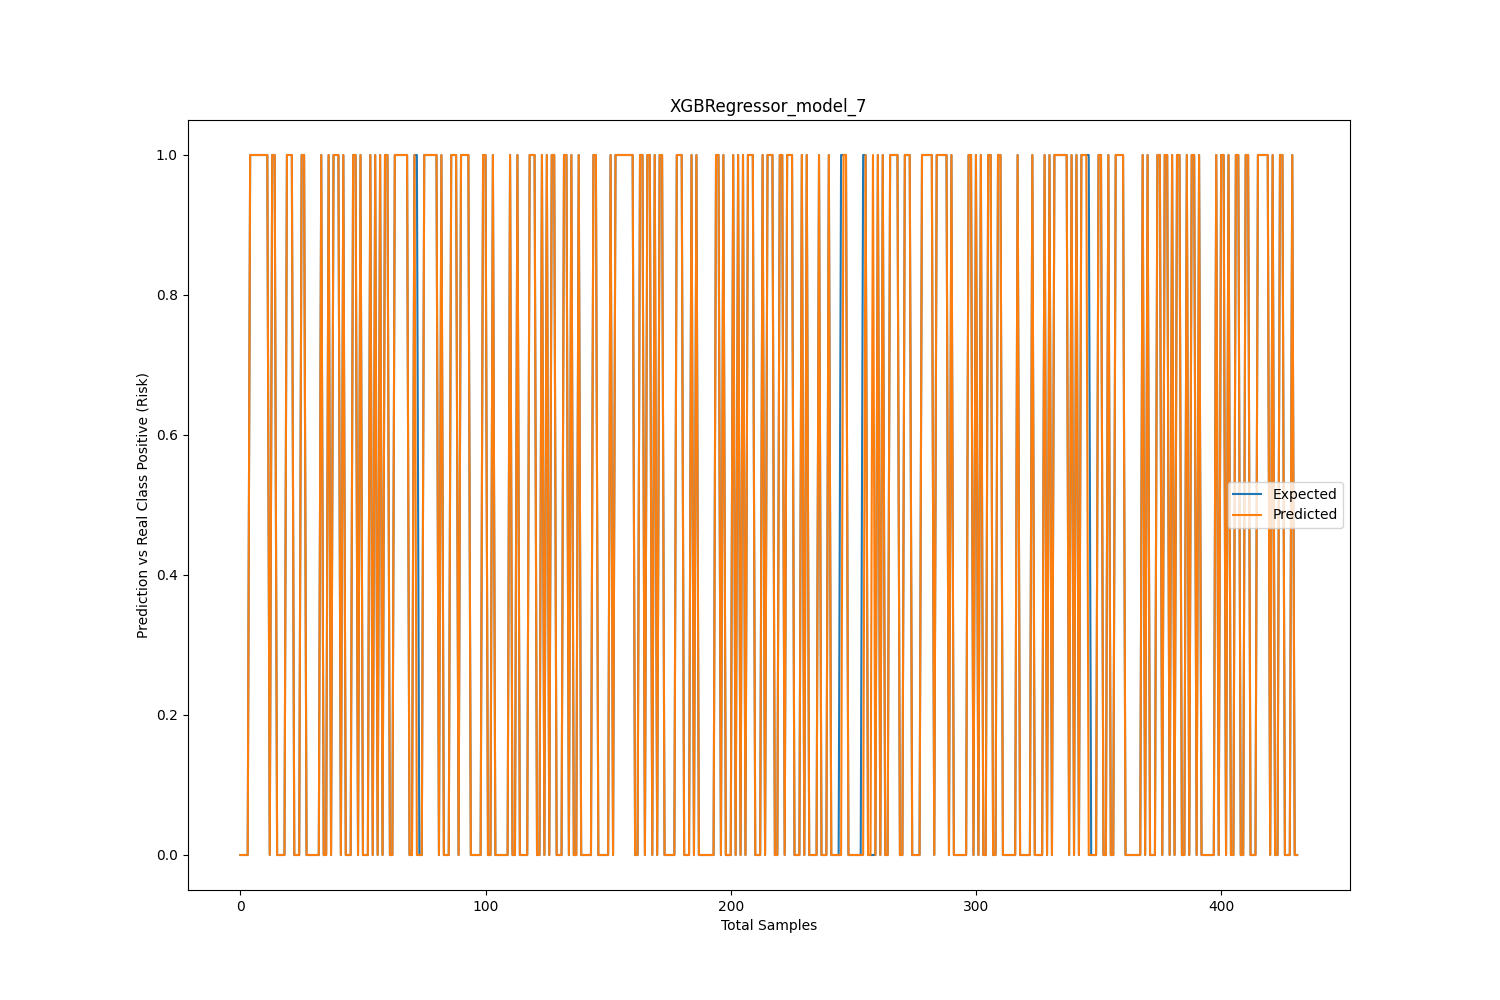 XGBRegressor_model_7
1.0
0.8
0.6
0.4
0.2
0.0
Prediction vs Real Class Positive (Risk)
Expected
Predicted
0 100 200 300 400
Total Samples